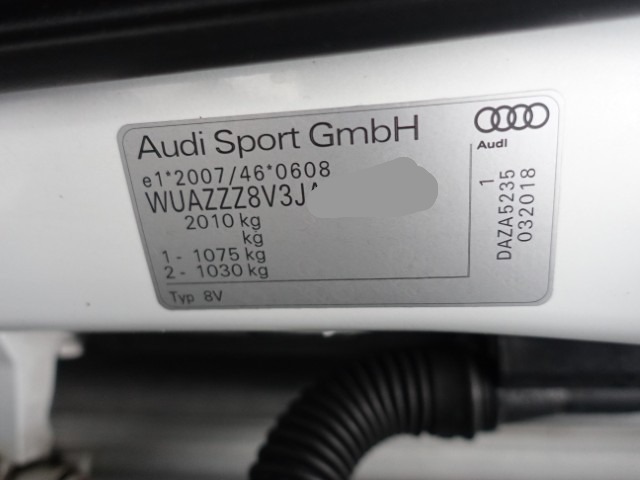 Audi Sport GmbH
Audi
e1*2007/46*0608
WUAZZZ8V3J
2010 kg
kg
1 - 1075 kg
2 - 1030 kg
Typ 8V
1
DAZA5235
032018